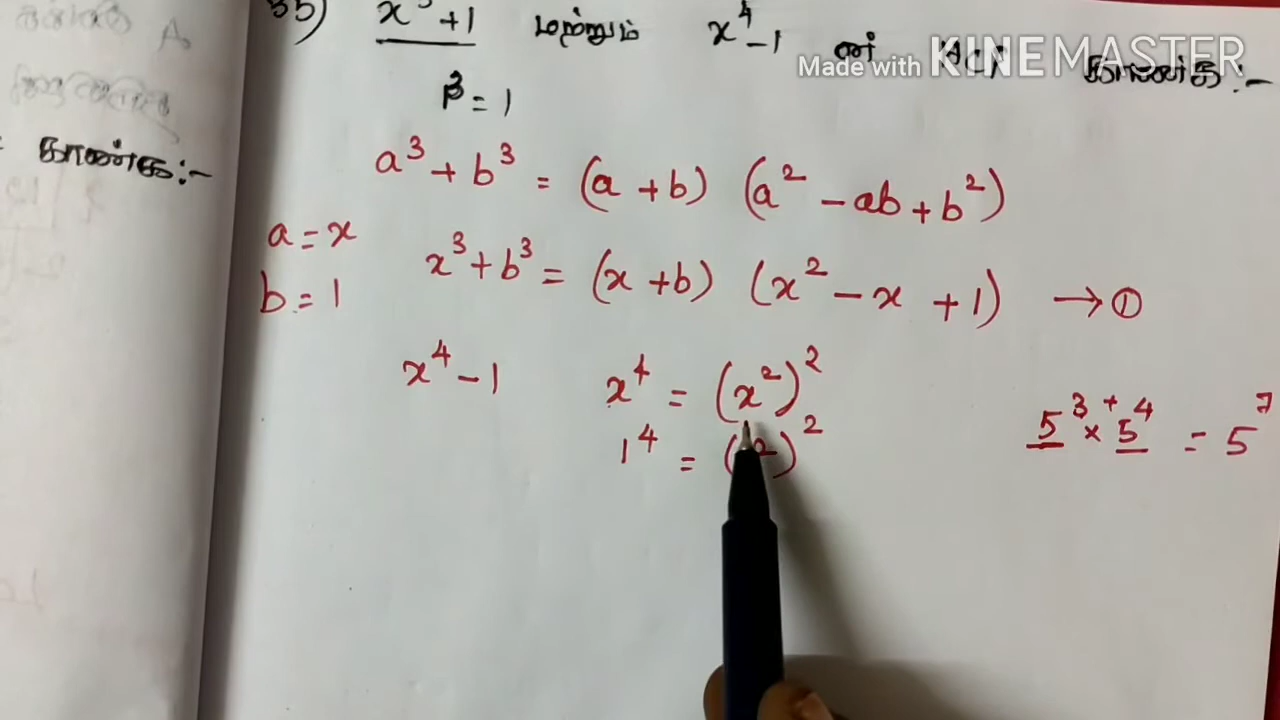 35) x³ + 1 மற்றும் x⁴ - 1 ன் காண்க :-
Made with KINEMASTER
1³ = 1
காண்க :-
a³ + b³ = (a + b) (a² - ab + b²)
a = x
x³ + b³ = (x + b) (x² - x + 1) → ①
b = 1
x⁴ - 1
x⁴ = (x²)²
5³ × 5⁴ = 5⁷
+
1⁴ = ( )²